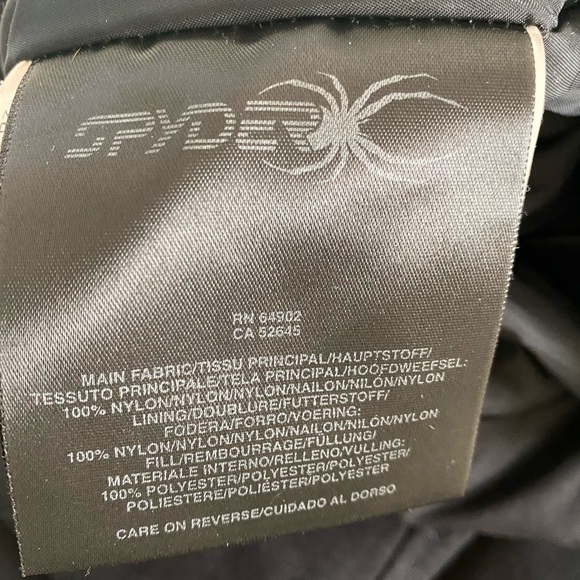 SPYDER
RN 64902
CA 52645
MAIN FABRIC/TISSU PRINCIPAL/HAUPTSTOFF/
TESSUTO PRINCIPALE/TELA PRINCIPAL/HOOFDWEEFSEL:
100% NYLON/NYLON/NYLON/NAILON/NILÓN/NYLON
LINING/DOUBLURE/FUTTERSTOFF/
FODERA/FORRO/VOERING:
100% NYLON/NYLON/NYLON/NAILON/NILÓN/NYLON
FILL/REMBOURRAGE/FÜLLUNG/
MATERIALE INTERNO/RELLENO/VULLING:
100% POLYESTER/POLYESTER/POLYESTER/
POLIESTERE/POLIÉSTER/POLYESTER
CARE ON REVERSE/CUIDADO AL DORSO